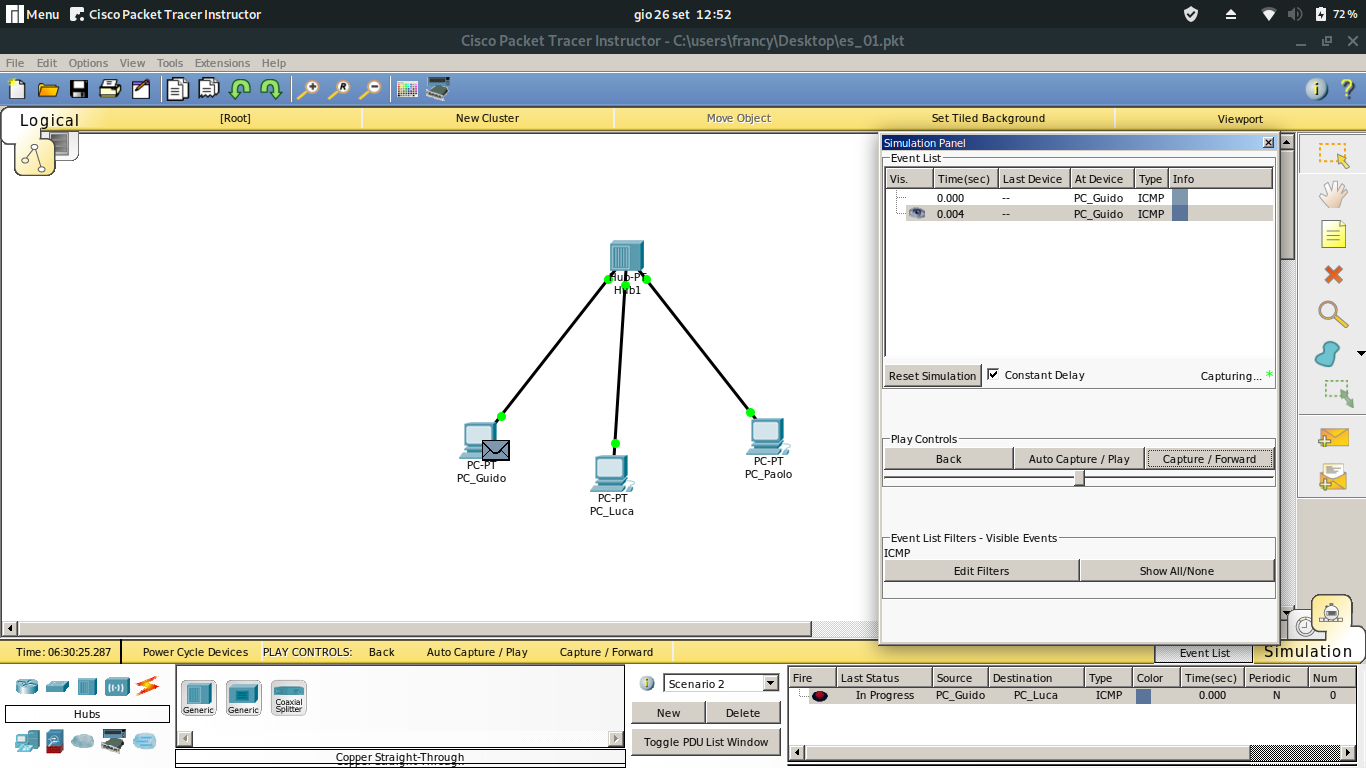 Menu Cisco Packet Tracer Instructor gio 26 set 12:52 72 %
Cisco Packet Tracer Instructor - C:\users\francy\Desktop\es_01.pkt
File Edit Options View Tools Extensions Help
Logical [Root] New Cluster Move Object Set Tiled Background Viewport
Simulation Panel
Event List
Vis. Time(sec) Last Device At Device Type Info
0.000 -- PC_Guido ICMP
0.004 -- PC_Guido ICMP
Hub-PT
Hub1
Reset Simulation Constant Delay Capturing... *
Play Controls
Back Auto Capture / Play Capture / Forward
PC-PT
PC_Guido
PC-PT
PC_Luca
PC-PT
PC_Paolo
Event List Filters - Visible Events
ICMP
Edit Filters Show All/None
Time: 06:30:25.287 Power Cycle Devices PLAY CONTROLS: Back Auto Capture / Play Capture / Forward Event List Simulation
Hubs
Generic Generic Coaxial Splitter
Copper Straight-Through
Scenario 2
New Delete
Toggle PDU List Window
Fire Last Status Source Destination Type Color Time(sec) Periodic Num
In Progress PC_Guido PC_Luca ICMP 0.000 N 0